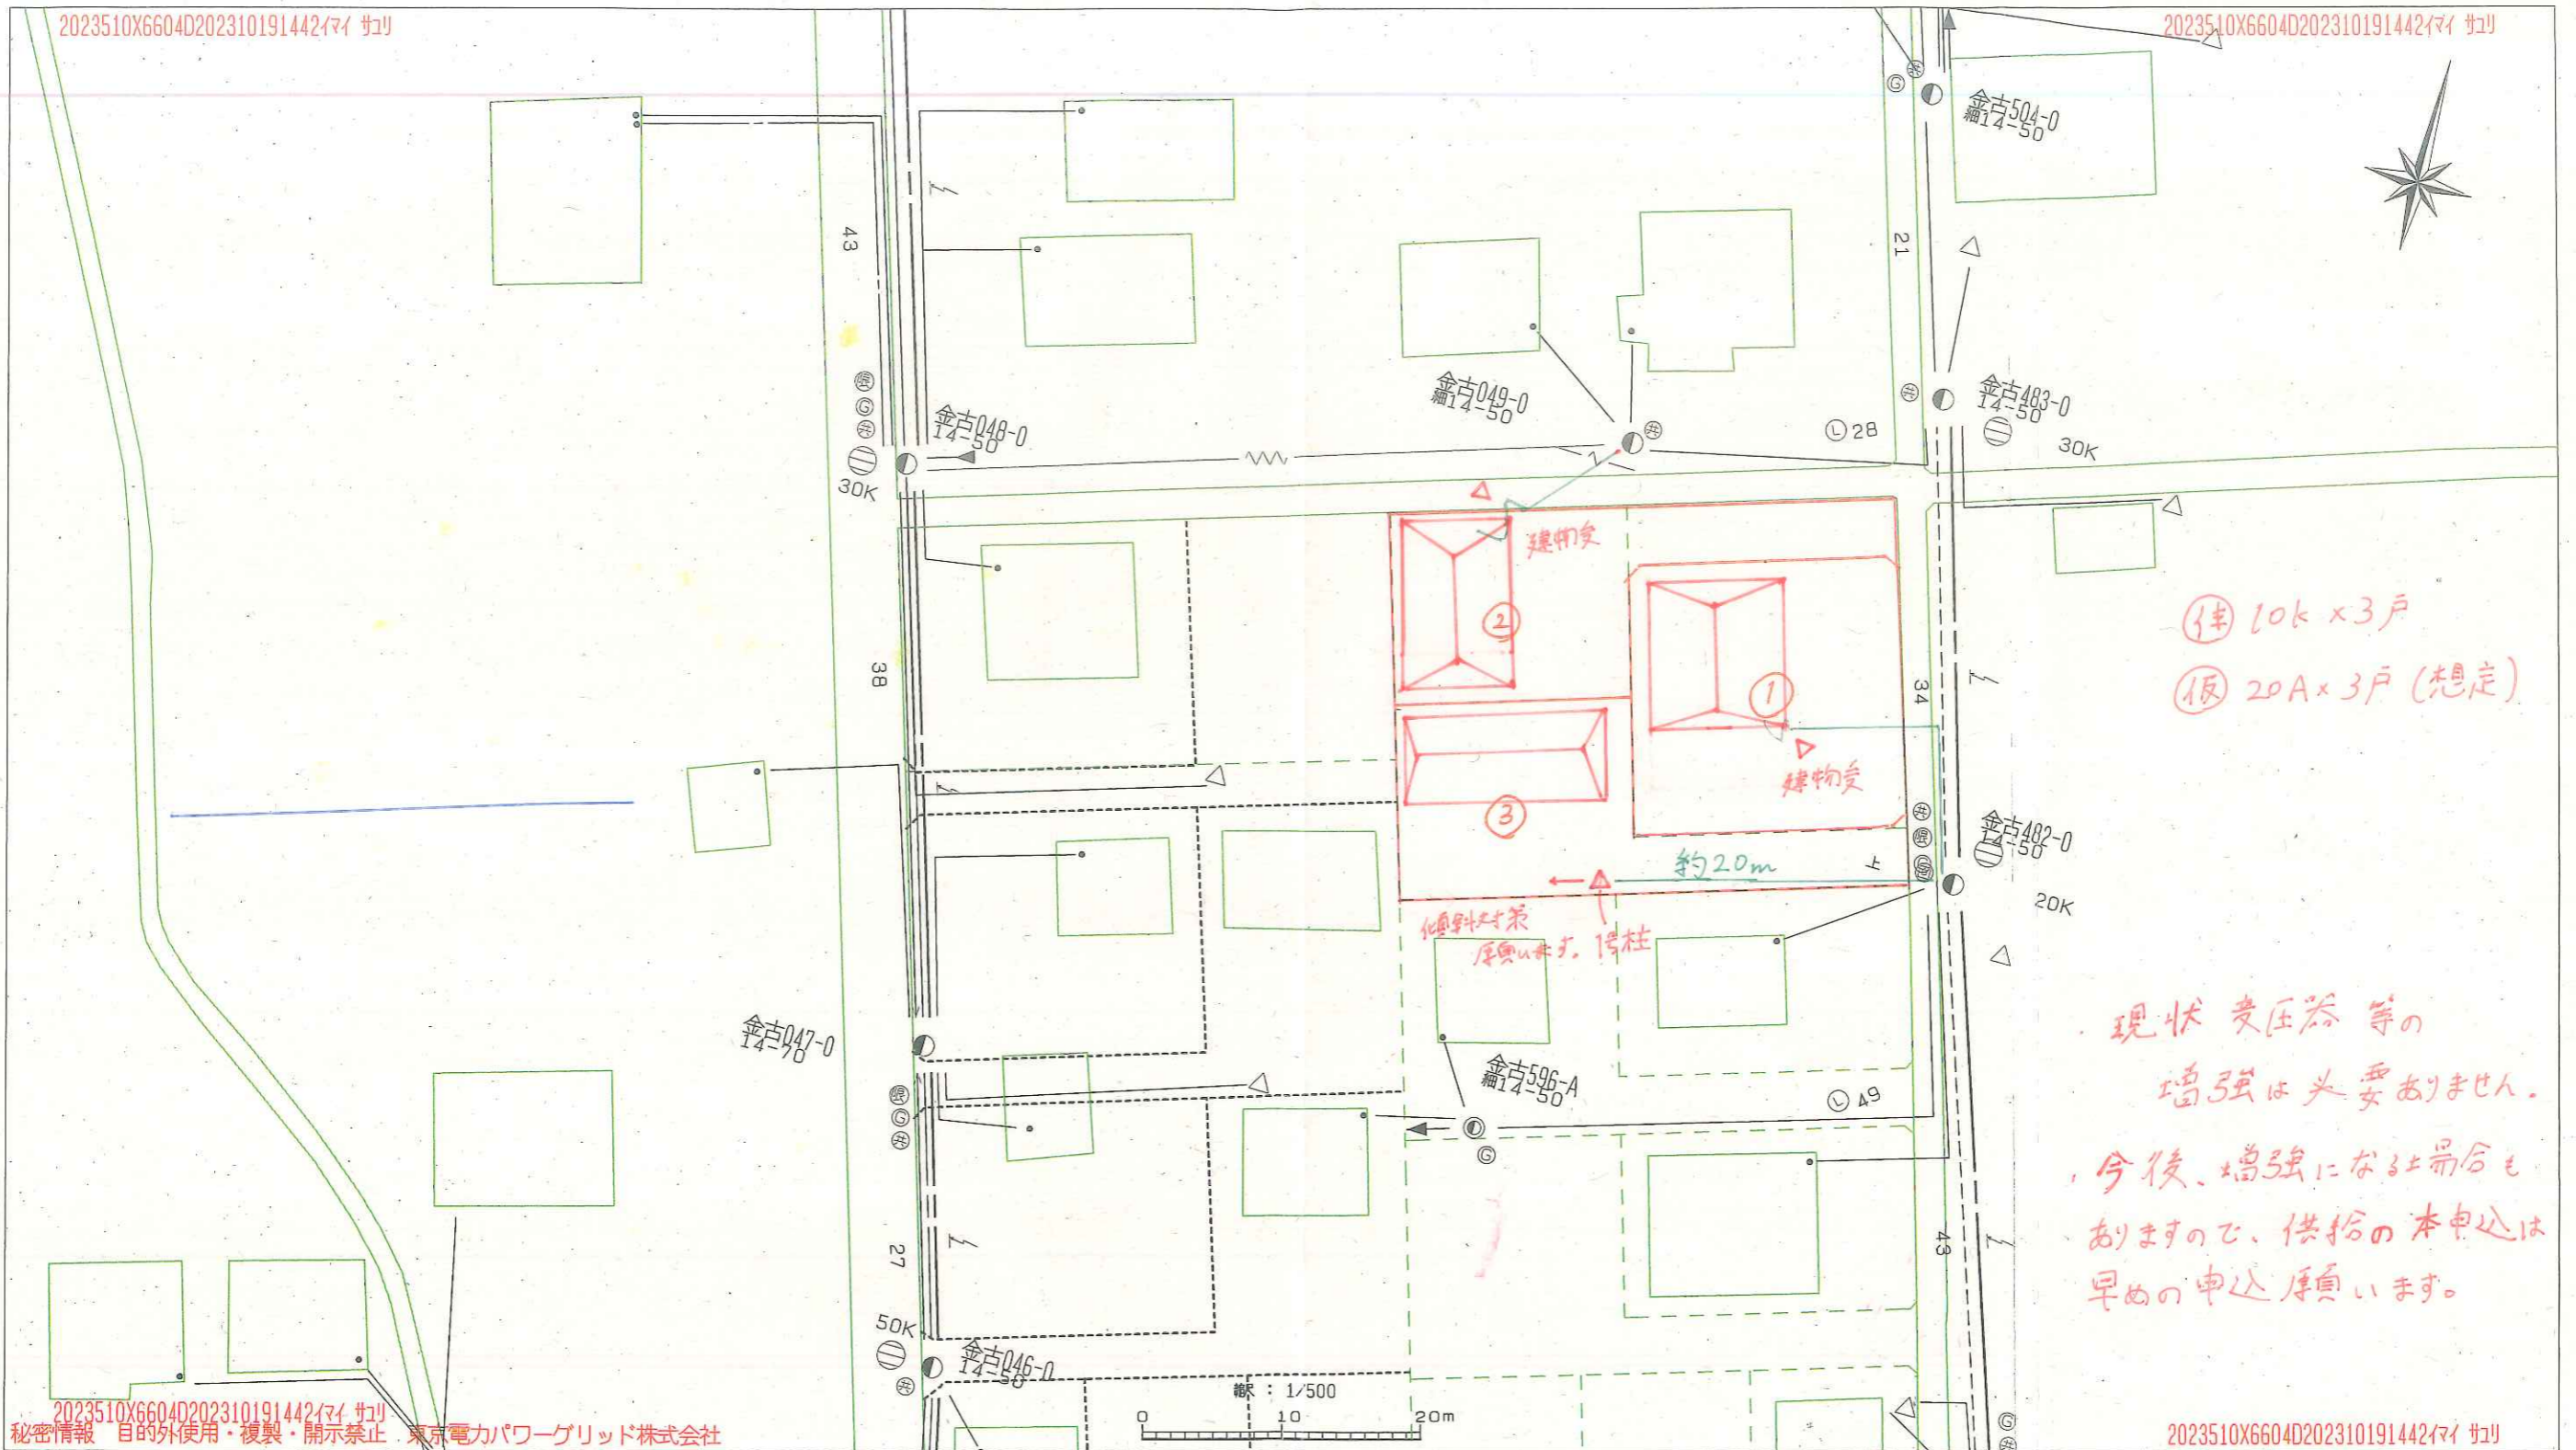 2023510X6604D202310191442イマイ サユリ
2023510X6604D202310191442イマイ サユリ
金古504-0
細14-50
G
43
21
金古048-0
14-50
30K
G
金古049-0
細14-50
L 28
金古483-0
14-50
30K
建物受
②
①
③
建物受
38
34
10k×3戸
仮 20A×3戸(想定)
金古482-0
14-50
20K
約20m
上
傾斜対策
願います。1号柱
現状 変圧器 等の
増強は必要ありません。
今後、増強になる場合も
ありますので、供給の本申込は
早めの申込願います。
金古047-0
14-70
G
金古596-A
細14-50
G
L 49
27
43
50K
金古046-0
14-50
縮尺 : 1/500
0 10 20m
G
2023510X6604D202310191442イマイ サユリ
秘密情報 目的外使用・複製・開示禁止 東京電力パワーグリッド株式会社
2023510X6604D202310191442イマイ サユリ